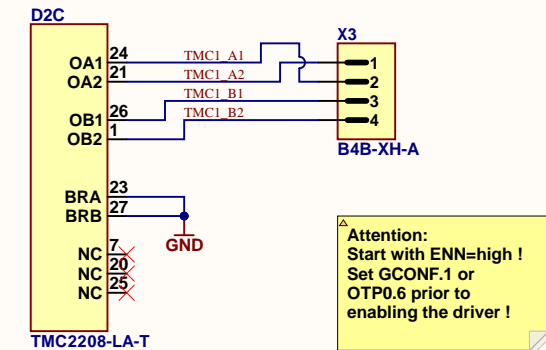 D2C
X3
OA1 24 TMC1_A1 1
OA2 21 TMC1_A2 2
OB1 26 TMC1_B1 3
OB2 1 TMC1_B2 4
B4B-XH-A
BRA 23
BRB 27
GND
NC 7
NC 20
NC 25
TMC2208-LA-T
Attention:
Start with ENN=high !
Set GCONF.1 or
OTP0.6 prior to
enabling the driver !